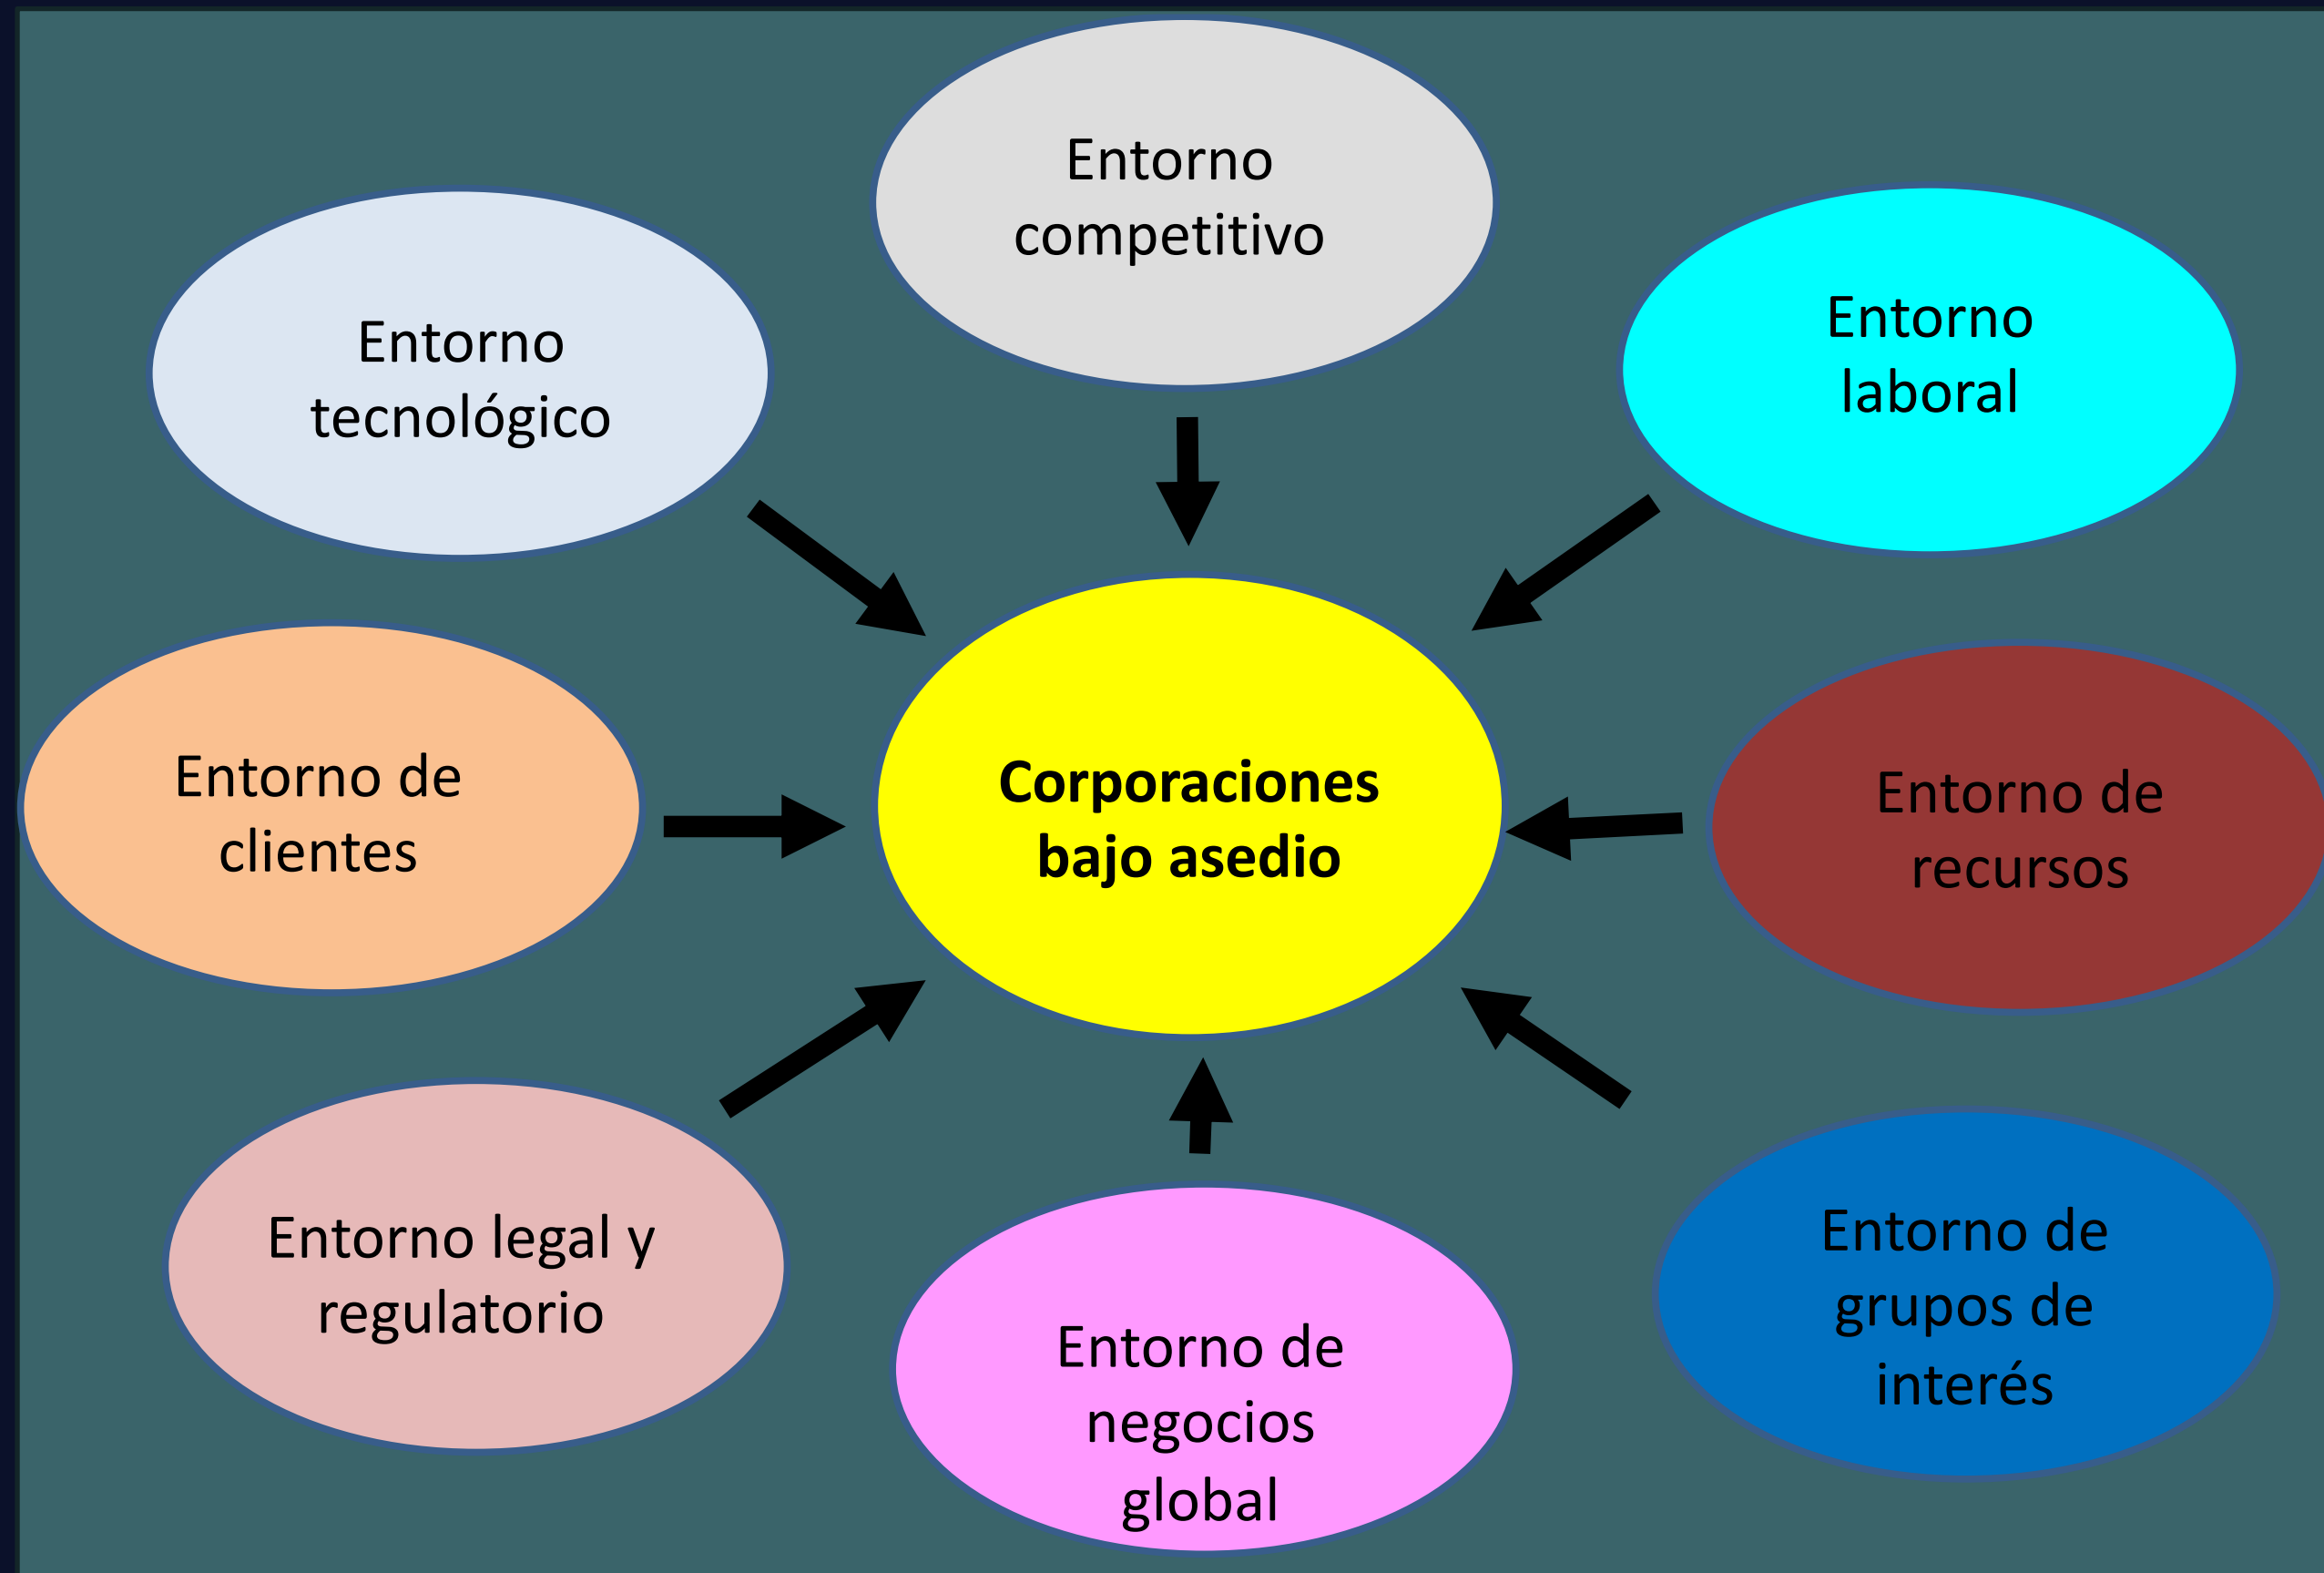 Entorno
competitivo
Entorno
tecnológico
Entorno
laboral
Entorno de
clientes
Corporaciones
bajo asedio
Entorno de
recursos
Entorno legal y
regulatorio
Entorno de
negocios
global
Entorno de
grupos de
interés